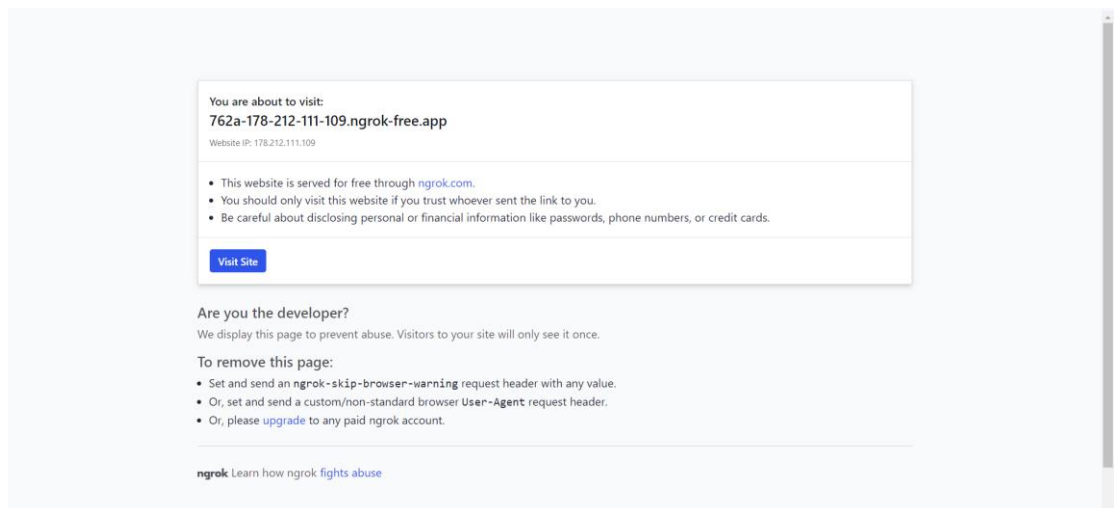 You are about to visit:
762a-178-212-111-109.ngrok-free.app
Website IP: 178.212.111.109
• This website is served for free through ngrok.com.
• You should only visit this website if you trust whoever sent the link to you.
• Be careful about disclosing personal or financial information like passwords, phone numbers, or credit cards.
Visit Site
Are you the developer?
We display this page to prevent abuse. Visitors to your site will only see it once.
To remove this page:
• Set and send an ngrok-skip-browser-warning request header with any value.
• Or, set and send a custom/non-standard browser User-Agent request header.
• Or, please upgrade to any paid ngrok account.
ngrok Learn how ngrok fights abuse